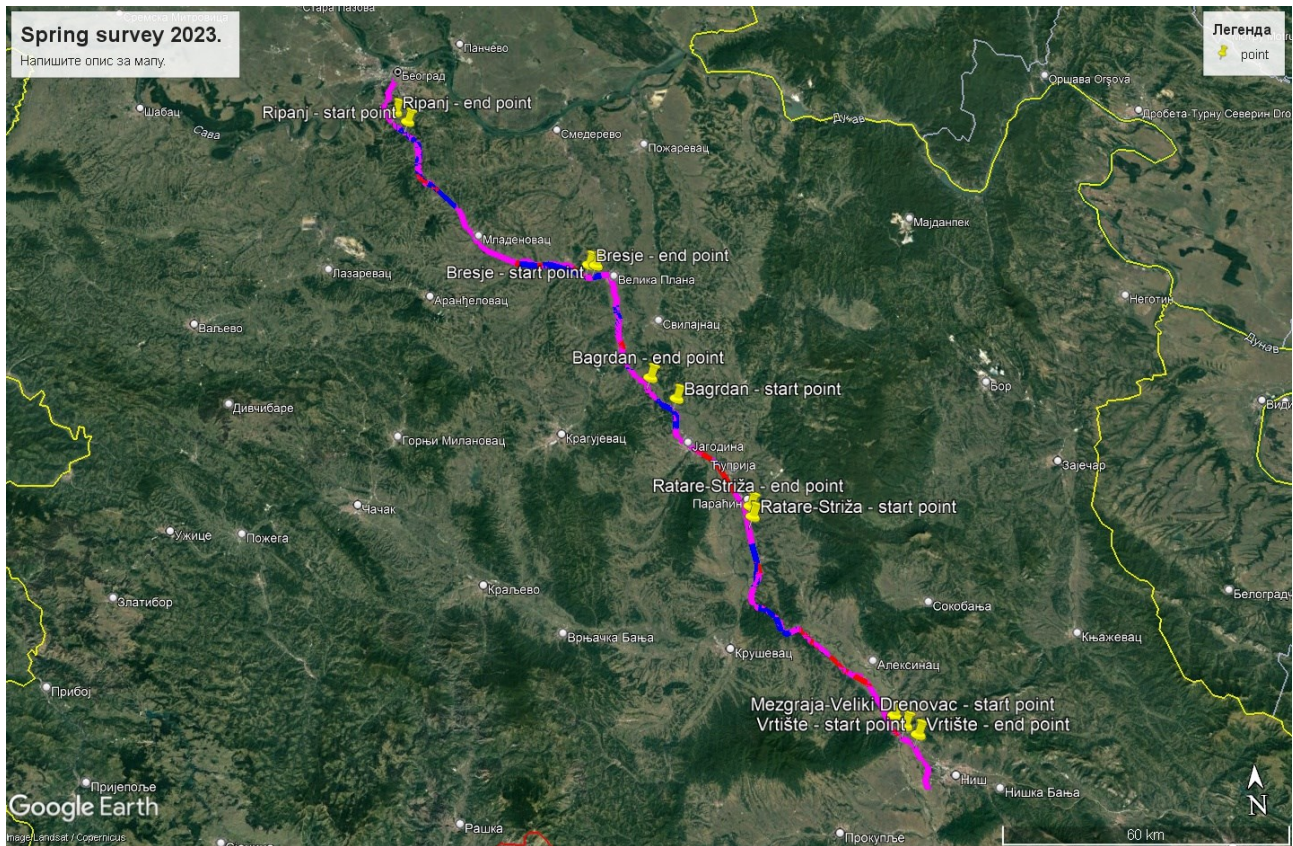 Spring survey 2023.
Напишите опис за мапу.
Легенда
point
Стара Пазова
Сремска Митровица
Панчево
Београд
Оршава Orşova
Шабац
Ripanj - end point
Ripanj - start point
Сава
Смедерево
Дунав
Дробета-Турну Северин Dro
Пожаревац
Мајданпек
Младеновац
Bresje - end point
Bresje - start point
Лазаревац
Велика Плана
Аранђеловац
Неготин
Ваљево
Свилајнац
Дунав
Bagrdan - end point
Bagrdan - start point
Бор
Дивчибаре
Види
Горњи Милановац
Крагујевац
Јагодина
Ћуприја
Зајечар
Ratare-Striža - end point
Параћин
Ratare-Striža - start point
Чачак
Ужице
Пожега
Краљево
Белоградч
Златибор
Сокобања
Врњачка Бања
Књажевац
Крушевац
Алексинац
Прибој
Mezgraja-Veliki Drenovac - start point
Vrtište - start point
Vrtište - end point
Ниш
Нишка Бања
Пријепоље
Google Earth
Image Landsat / Copernicus
Рашка
Прокупље
N
60 km